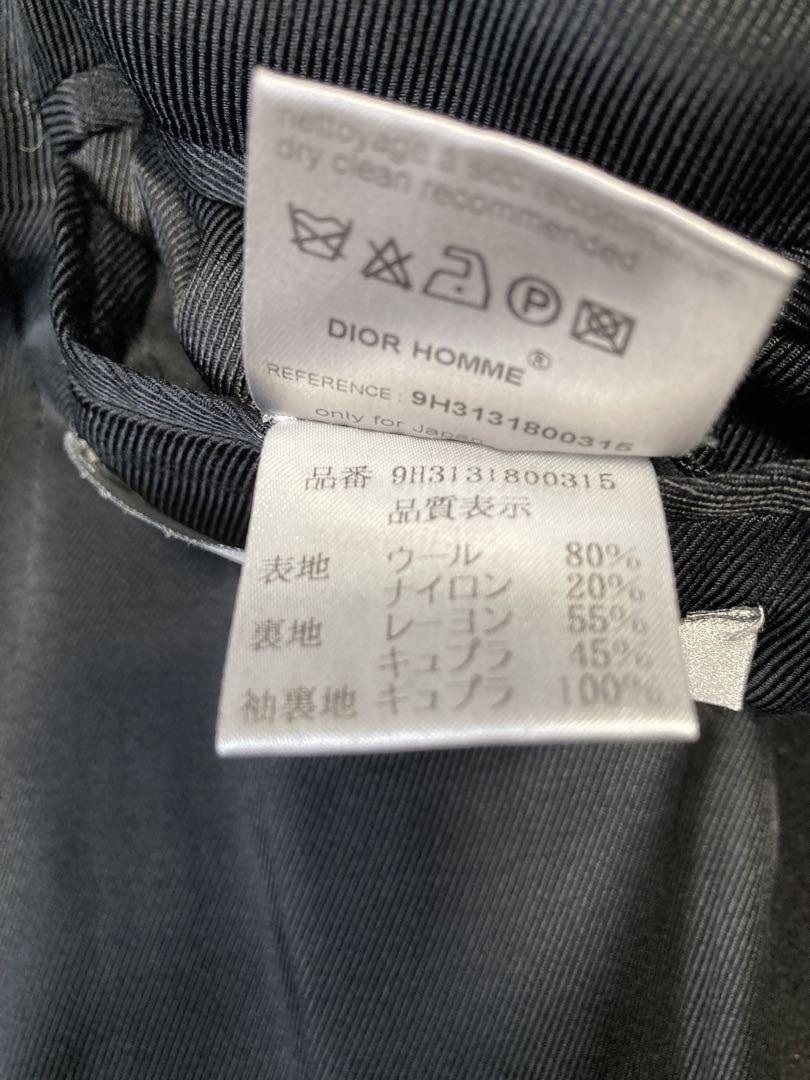 nettoyage à sec
dry clean recommended
P
DIOR HOMME®
REFERENCE : 9H3131800315
only for Japan
品番 9H3131800315
品質表示
表地 ウール 80%
ナイロン 20%
裏地 レーヨン 55%
キュプラ 45%
袖裏地 キュプラ 100%